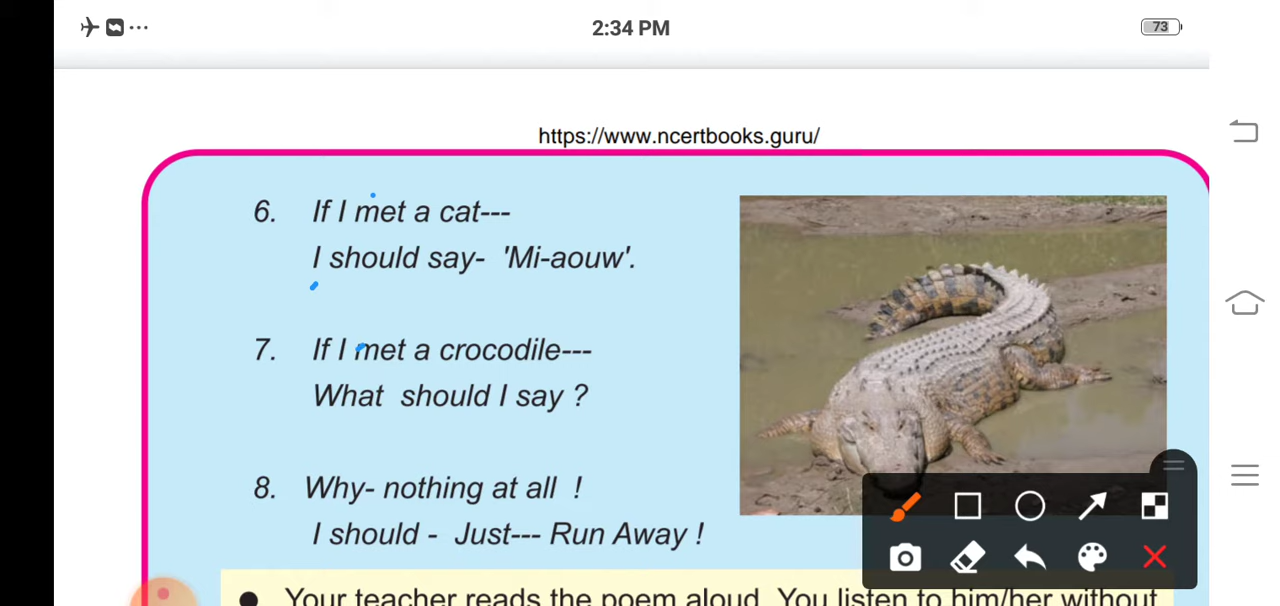 2:34 PM
73
https://www.ncertbooks.guru/
6. If I met a cat---
I should say- 'Mi-aouw'.
7. If I met a crocodile---
What should I say ?
8. Why- nothing at all !
I should - Just--- Run Away !
● Your teacher reads the poem aloud. You listen to him/her without